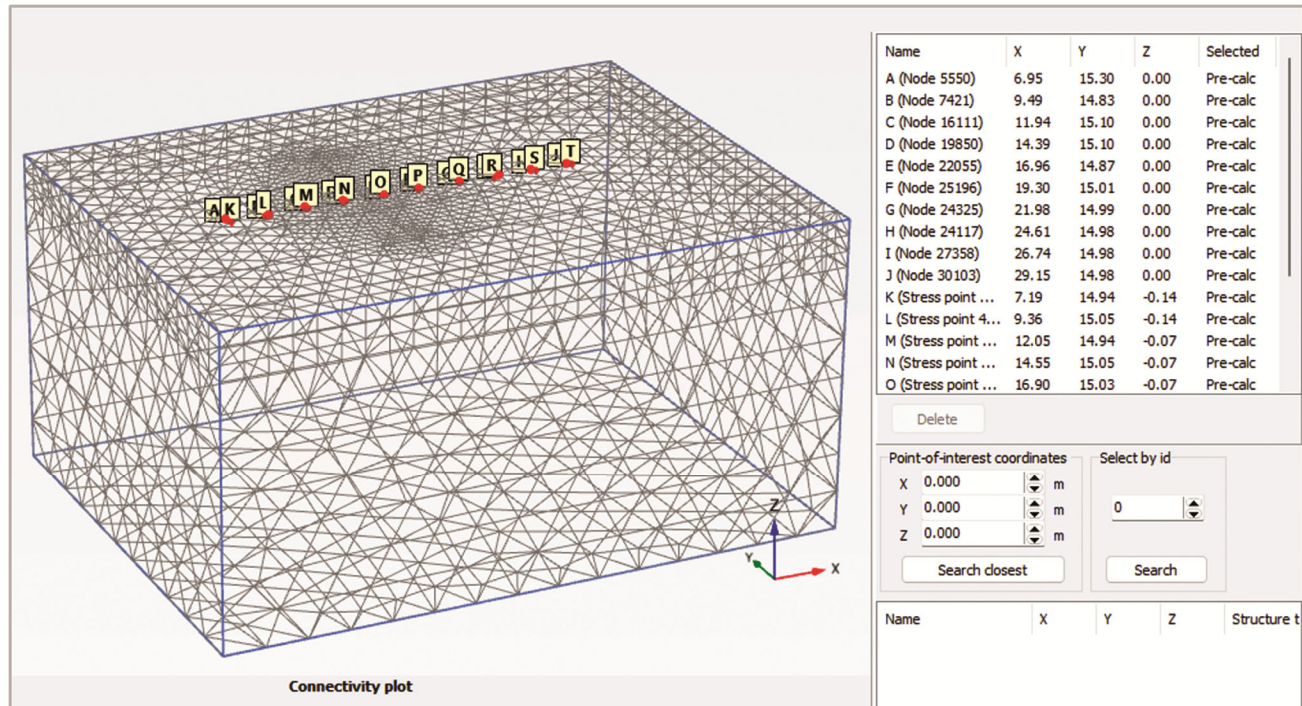 A K L M N O P Q R I S J T
Z
Y
X
Connectivity plot
Name X Y Z Selected
A (Node 5550) 6.95 15.30 0.00 Pre-calc
B (Node 7421) 9.49 14.83 0.00 Pre-calc
C (Node 16111) 11.94 15.10 0.00 Pre-calc
D (Node 19850) 14.39 15.10 0.00 Pre-calc
E (Node 22055) 16.96 14.87 0.00 Pre-calc
F (Node 25196) 19.30 15.01 0.00 Pre-calc
G (Node 24325) 21.98 14.99 0.00 Pre-calc
H (Node 24117) 24.61 14.98 0.00 Pre-calc
I (Node 27358) 26.74 14.98 0.00 Pre-calc
J (Node 30103) 29.15 14.98 0.00 Pre-calc
K (Stress point ... 7.19 14.94 -0.14 Pre-calc
L (Stress point 4... 9.36 15.05 -0.14 Pre-calc
M (Stress point ... 12.05 14.94 -0.07 Pre-calc
N (Stress point ... 14.55 15.05 -0.07 Pre-calc
O (Stress point ... 16.90 15.03 -0.07 Pre-calc
Delete
Point-of-interest coordinates
X 0.000 m
Y 0.000 m
Z 0.000 m
Search closest
Select by id
0
Search
Name X Y Z Structure t